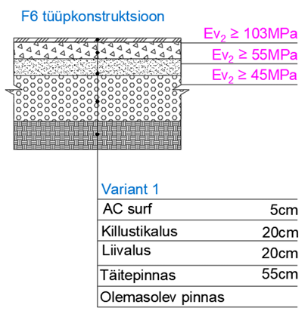 F6 tüüpkonstruktsioon
Ev2 ≥ 103MPa
Ev2 ≥ 55MPa
Ev2 ≥ 45MPa
Variant 1
AC surf 5cm
Killustikalus 20cm
Liivalus 20cm
Täitepinnas 55cm
Olemasolev pinnas